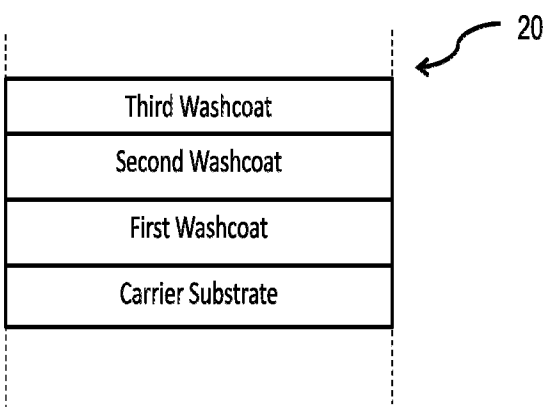 20
Third Washcoat
Second Washcoat
First Washcoat
Carrier Substrate